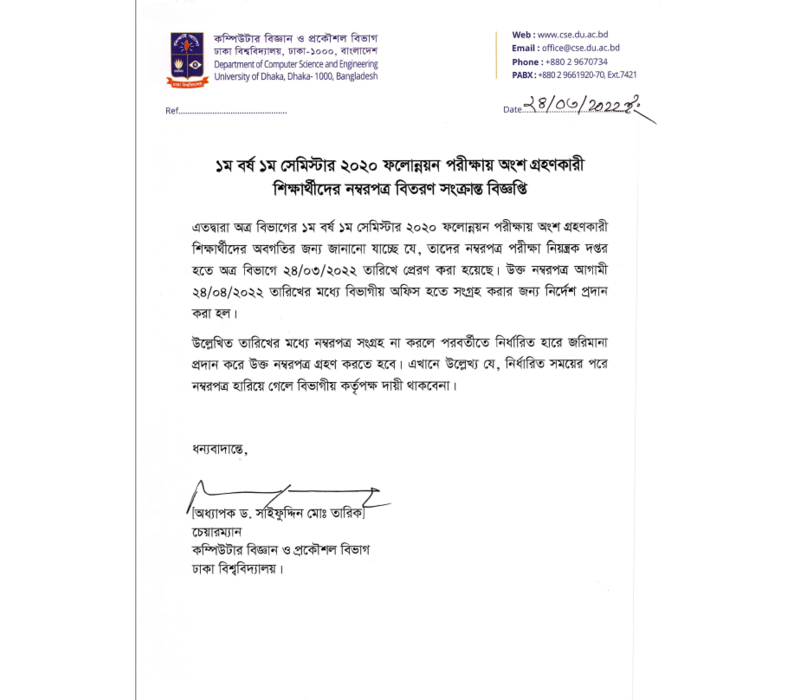 কম্পিউটার বিজ্ঞান ও প্রকৌশল বিভাগ
ঢাকা বিশ্ববিদ্যালয়, ঢাকা-১০০০, বাংলাদেশ
Department of Computer Science and Engineering
University of Dhaka, Dhaka- 1000, Bangladesh
Web : www.cse.du.ac.bd
Email : office@cse.du.ac.bd
Phone : +880 2 9670734
PABX : +880 2 9661920-70, Ext.7421
Ref.................................................
Date ২৪/০৩/2022
১ম বর্ষ ১ম সেমিস্টার ২০২০ ফলোন্নয়ন পরীক্ষায় অংশ গ্রহণকারী
শিক্ষার্থীদের নম্বরপত্র বিতরণ সংক্রান্ত বিজ্ঞপ্তি
এতদ্বারা অত্র বিভাগের ১ম বর্ষ ১ম সেমিস্টার ২০২০ ফলোন্নয়ন পরীক্ষায় অংশ গ্রহণকারী
শিক্ষার্থীদের অবগতির জন্য জানানো যাচ্ছে যে, তাদের নম্বরপত্র পরীক্ষা নিয়ন্ত্রক দপ্তর
হতে অত্র বিভাগে ২৪/০৩/২০২২ তারিখে প্রেরণ করা হয়েছে। উক্ত নম্বরপত্র আগামী
২৪/০৪/২০২২ তারিখের মধ্যে বিভাগীয় অফিস হতে সংগ্রহ করার জন্য নির্দেশ প্রদান
করা হল।
উল্লেখিত তারিখের মধ্যে নম্বরপত্র সংগ্রহ না করলে পরবর্তীতে নির্ধারিত হারে জরিমানা
প্রদান করে উক্ত নম্বরপত্র গ্রহণ করতে হবে। এখানে উল্লেখ্য যে, নির্ধারিত সময়ের পরে
নম্বরপত্র হারিয়ে গেলে বিভাগীয় কর্তৃপক্ষ দায়ী থাকবেনা।
ধন্যবাদান্তে,
[অধ্যাপক ড. সাইফুদ্দিন মোঃ তারিক]
চেয়ারম্যান
কম্পিউটার বিজ্ঞান ও প্রকৌশল বিভাগ
ঢাকা বিশ্ববিদ্যালয়।